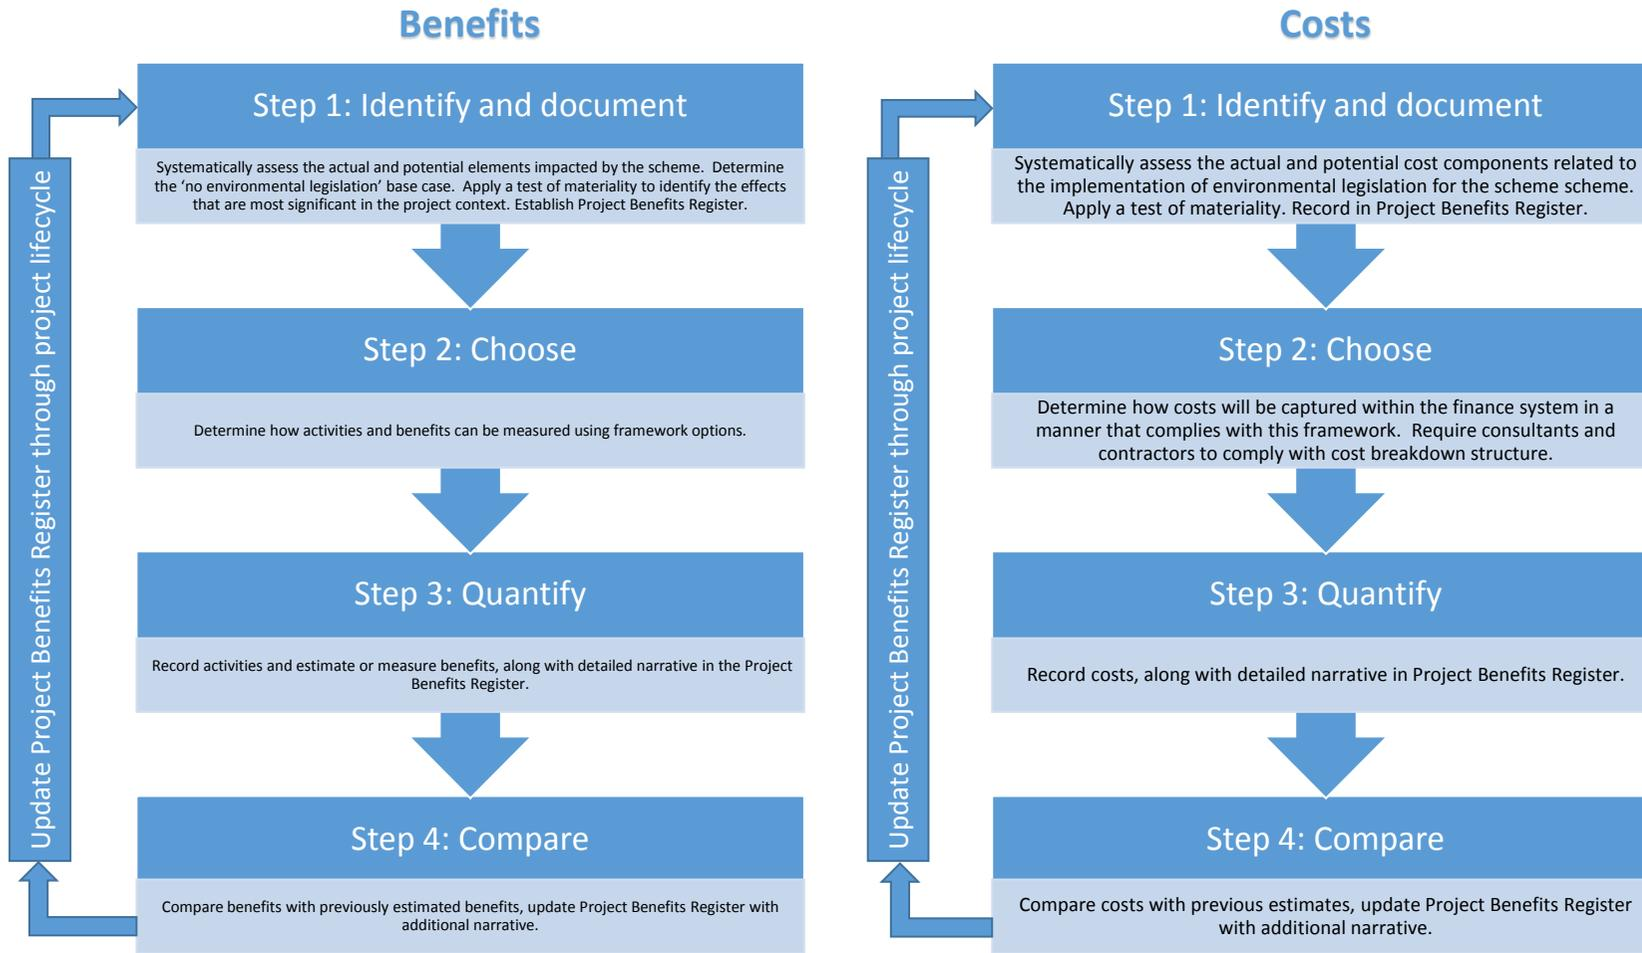 Benefits
Update Project Benefits Register through project lifecycle
Step 1: Identify and document
Systematically assess the actual and potential elements impacted by the scheme.  Determine
the ‘no environmental legislation’ base case.  Apply a test of materiality to identify the effects
that are most significant in the project context. Establish Project Benefits Register.
Step 2: Choose
Determine how activities and benefits can be measured using framework options.
Step 3: Quantify
Record activities and estimate or measure benefits, along with detailed narrative in the Project
Benefits Register.
Step 4: Compare
Compare benefits with previously estimated benefits, update Project Benefits Register with
additional narrative.
Costs
Update Project Benefits Register through project lifecycle
Step 1: Identify and document
Systematically assess the actual and potential cost components related to
the implementation of environmental legislation for the scheme scheme.
Apply a test of materiality. Record in Project Benefits Register.
Step 2: Choose
Determine how costs will be captured within the finance system in a
manner that complies with this framework.  Require consultants and
contractors to comply with cost breakdown structure.
Step 3: Quantify
Record costs, along with detailed narrative in Project Benefits Register.
Step 4: Compare
Compare costs with previous estimates, update Project Benefits Register
with additional narrative.